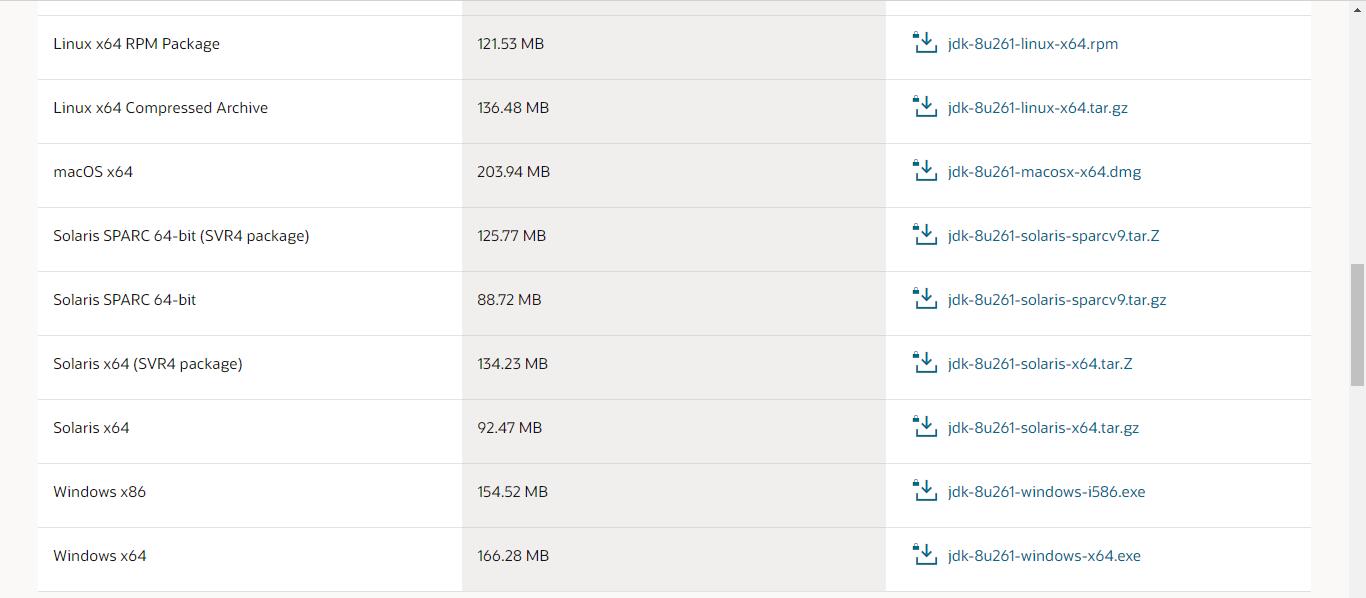 Linux x64 RPM Package 121.53 MB jdk-8u261-linux-x64.rpm
Linux x64 Compressed Archive 136.48 MB jdk-8u261-linux-x64.tar.gz
macOS x64 203.94 MB jdk-8u261-macosx-x64.dmg
Solaris SPARC 64-bit (SVR4 package) 125.77 MB jdk-8u261-solaris-sparcv9.tar.Z
Solaris SPARC 64-bit 88.72 MB jdk-8u261-solaris-sparcv9.tar.gz
Solaris x64 (SVR4 package) 134.23 MB jdk-8u261-solaris-x64.tar.Z
Solaris x64 92.47 MB jdk-8u261-solaris-x64.tar.gz
Windows x86 154.52 MB jdk-8u261-windows-i586.exe
Windows x64 166.28 MB jdk-8u261-windows-x64.exe